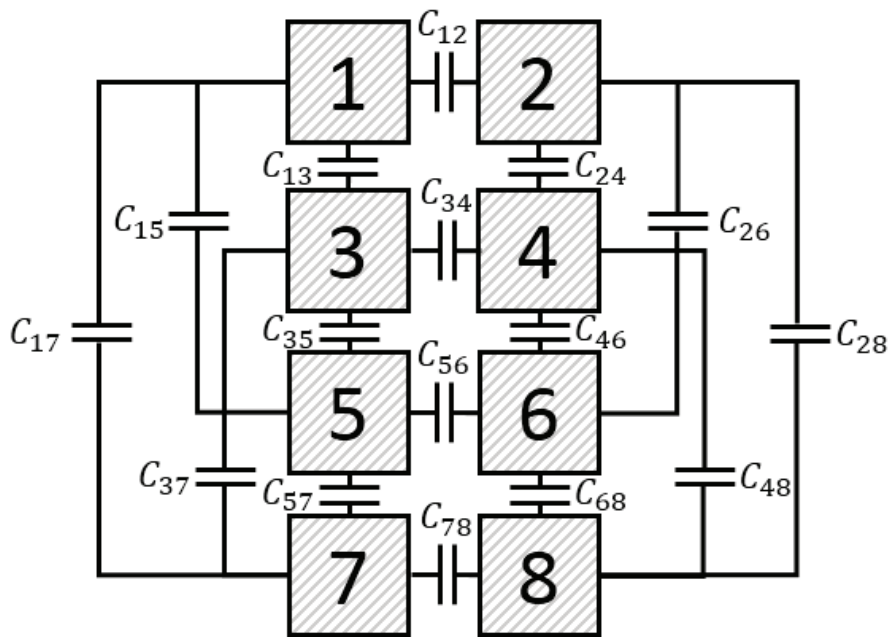 C₁₂
1 2
C₁₃ C₂₄
C₃₄
C₁₅ 3 4 C₂₆
C₁₇ C₃₅ C₄₆ C₂₈
C₅₆
5 6
C₃₇ C₅₇ C₆₈ C₄₈
C₇₈
7 8